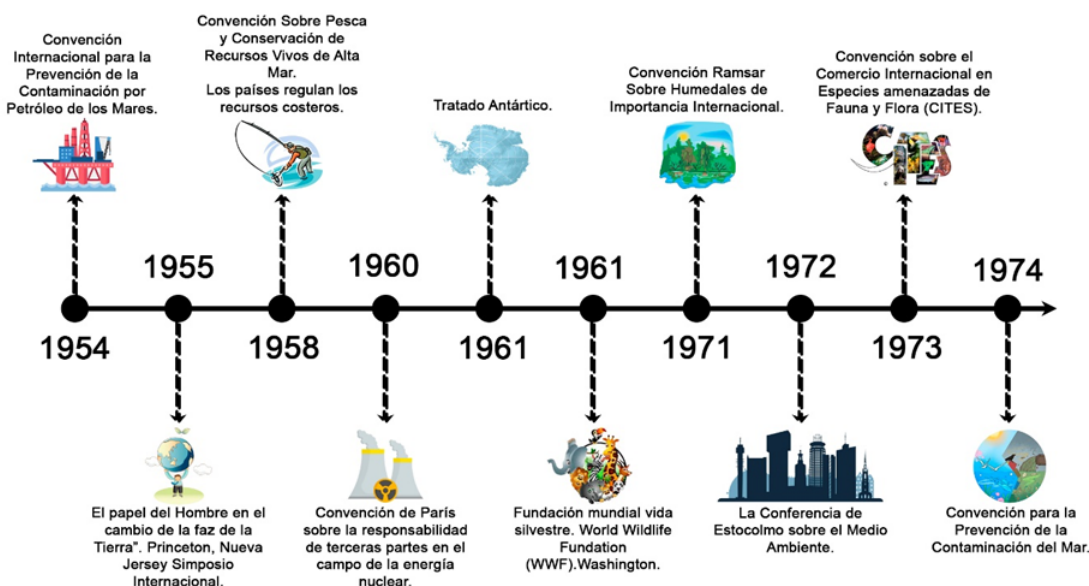 Convención
Internacional para la
Prevención de la
Contaminación por
Petróleo de los Mares.
Convención Sobre Pesca
y Conservación de
Recursos Vivos de Alta
Mar.
Los países regulan los
recursos costeros.
Tratado Antártico.
Convención Ramsar
Sobre Humedales de
Importancia Internacional.
Convención sobre el
Comercio Internacional en
Especies amenazadas de
Fauna y Flora (CITES).
CITES
1955
1960
1961
1972
1974
1954
1958
1961
1971
1973
El papel del Hombre en el
cambio de la faz de la
Tierra”. Princeton, Nueva
Jersey Simposio
Internacional.
Convención de París
sobre la responsabilidad
de terceras partes en el
campo de la energía
nuclear.
Fundación mundial vida
silvestre. World Wildlife
Fundation
(WWF).Washington.
La Conferencia de
Estocolmo sobre el Medio
Ambiente.
Convención para la
Prevención de la
Contaminación del Mar.